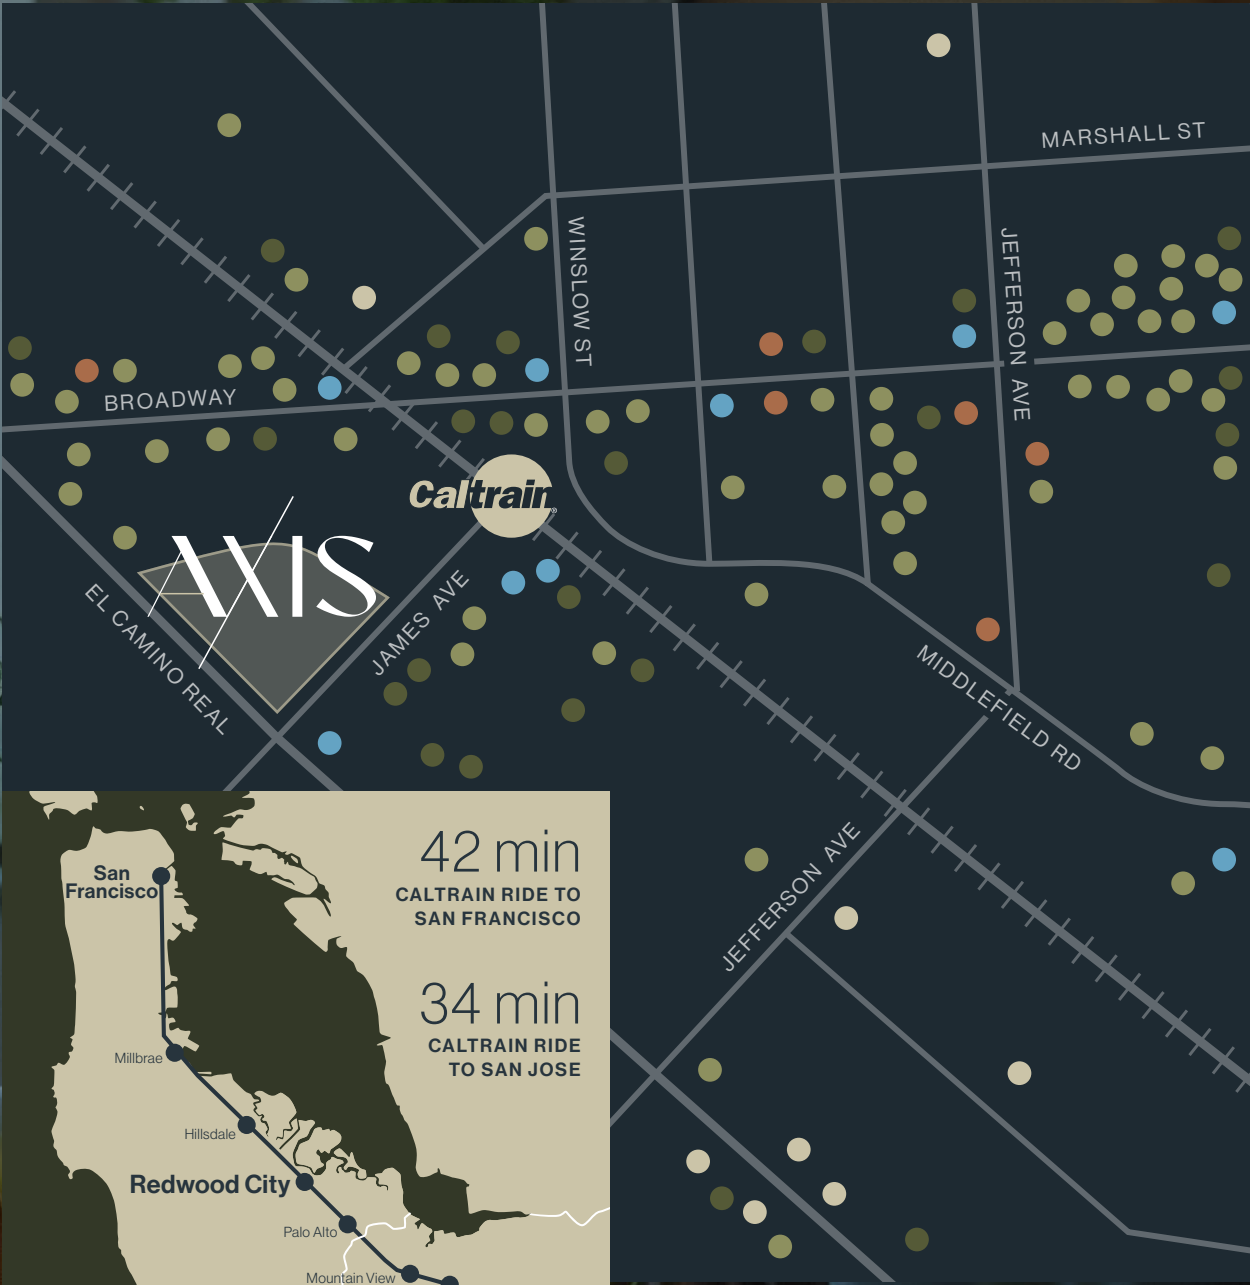 MARSHALL ST
WINSLOW ST
JEFFERSON AVE
BROADWAY
Caltrain®
AXIS
EL CAMINO REAL
JAMES AVE
MIDDLEFIELD RD
JEFFERSON AVE
42 min
CALTRAIN RIDE TO
SAN FRANCISCO
34 min
CALTRAIN RIDE
TO SAN JOSE
San
Francisco
Millbrae
Hillsdale
Redwood City
Palo Alto
Mountain View